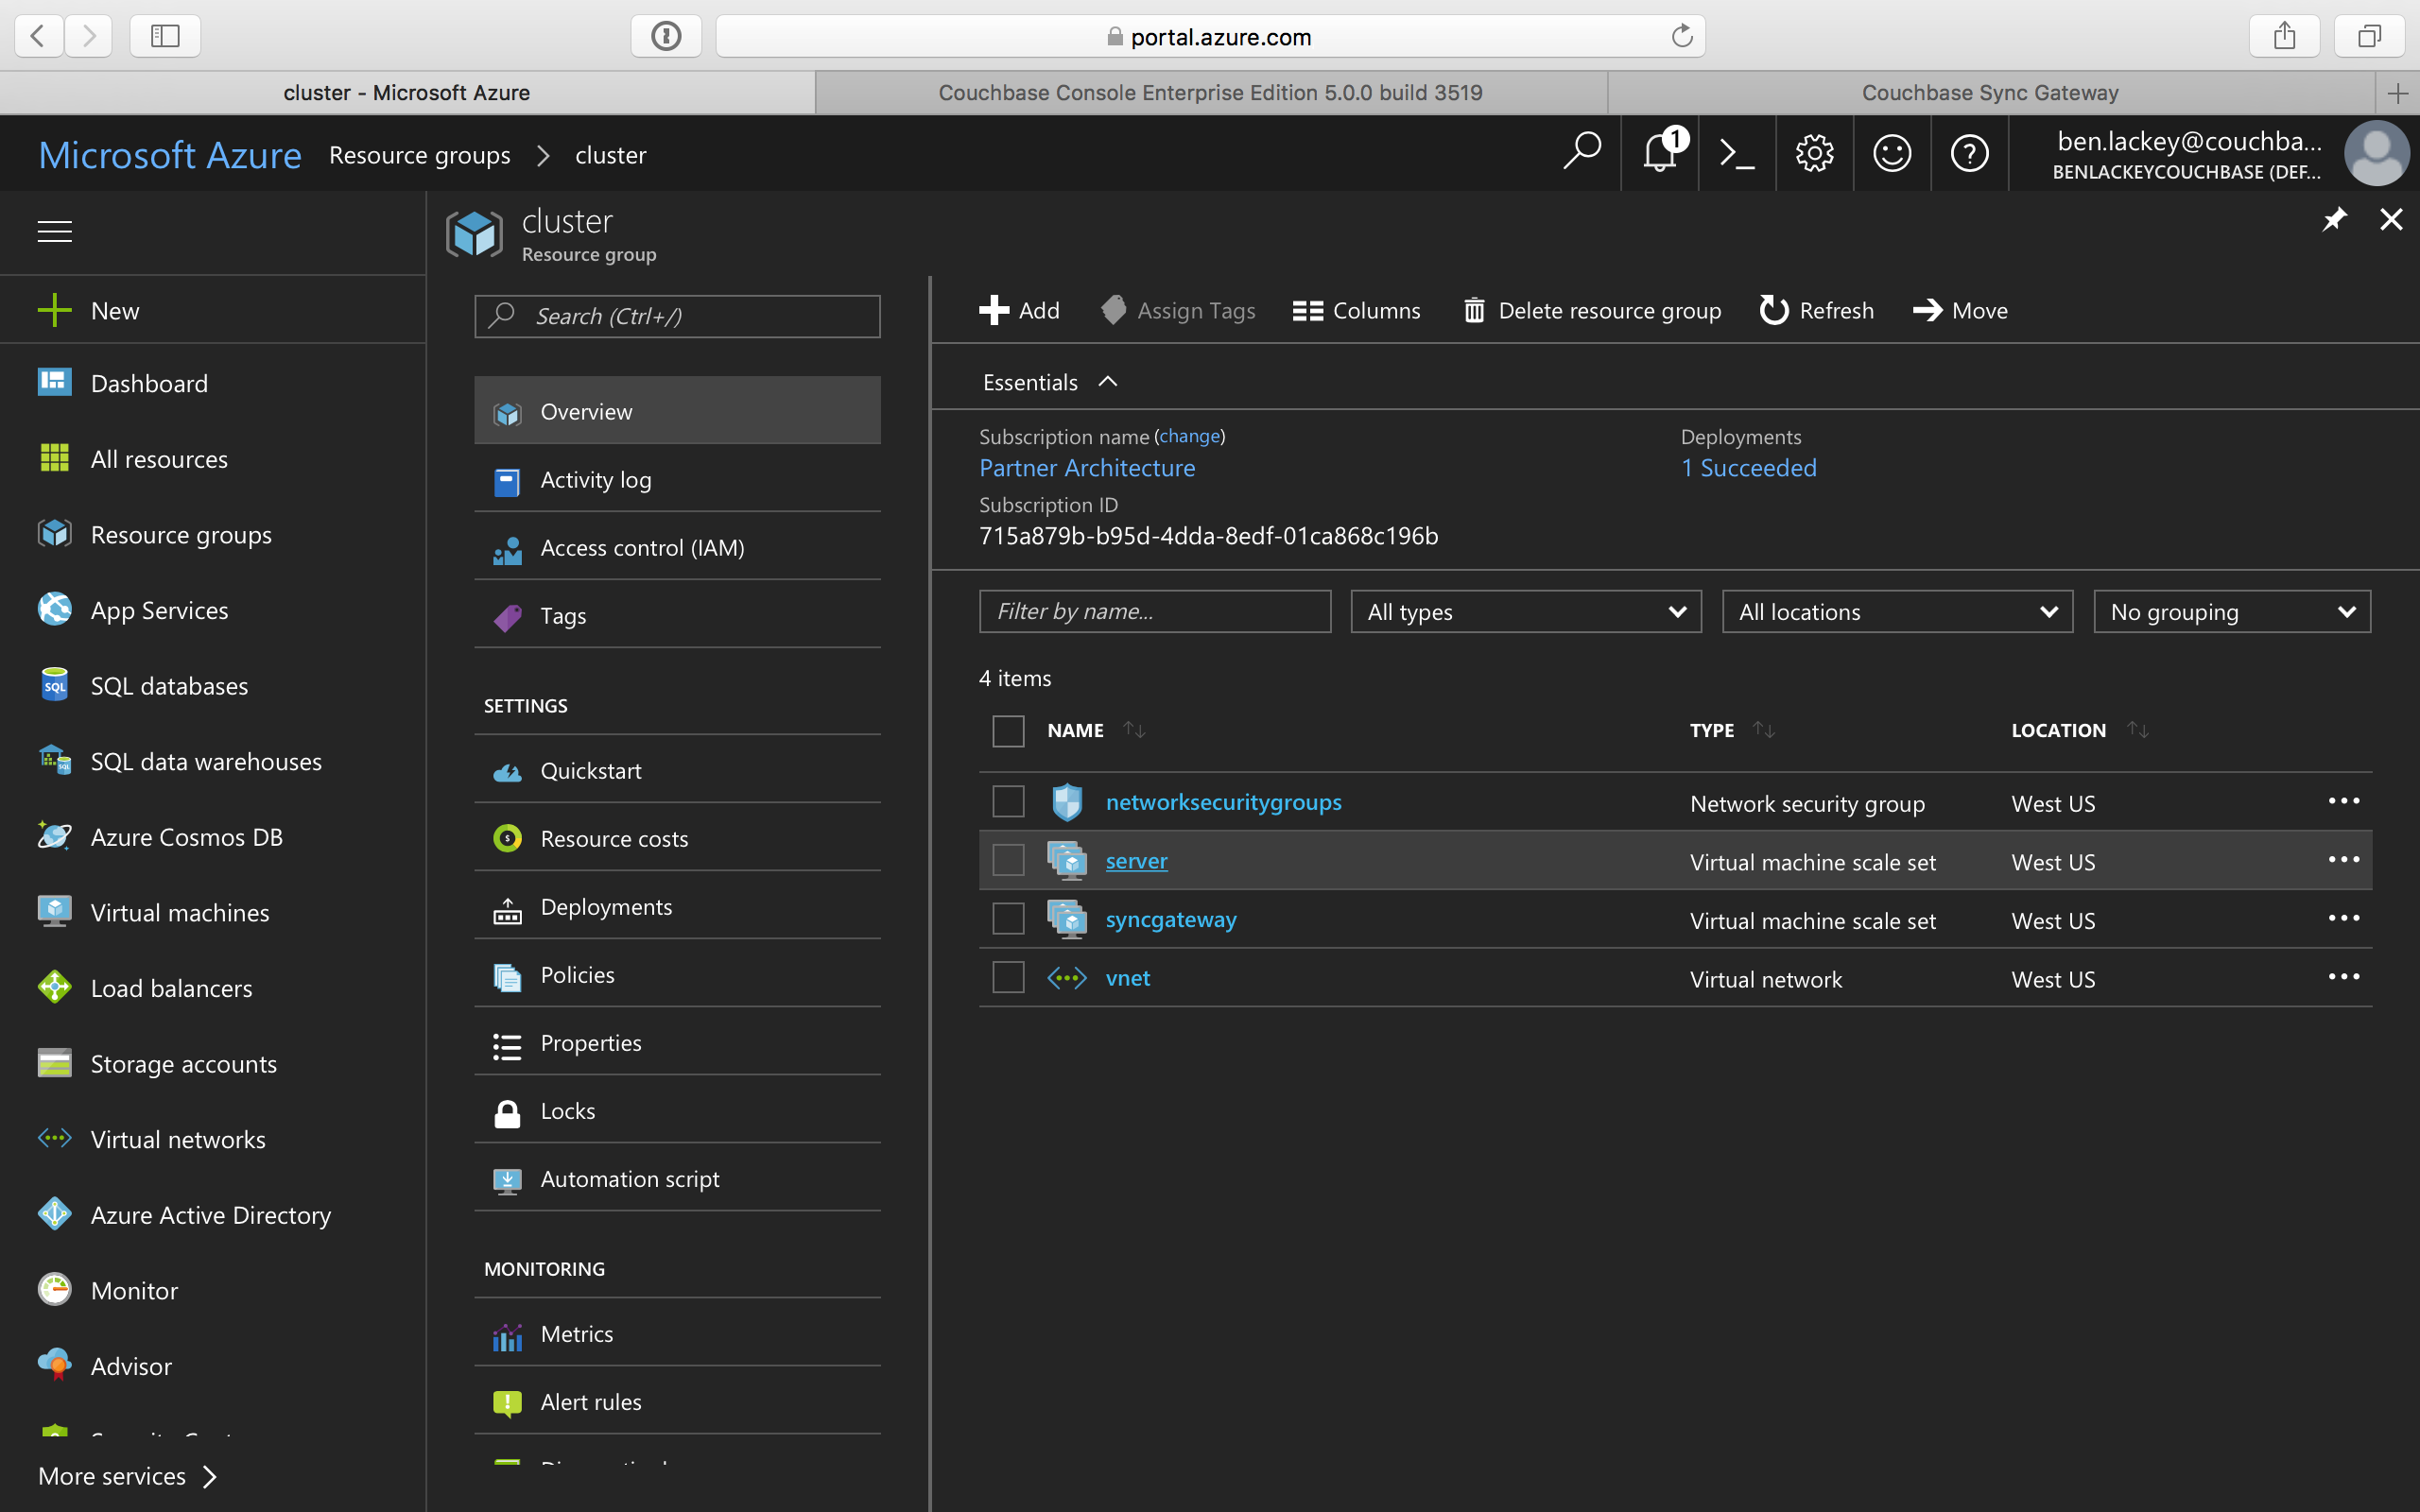 portal.azure.com
cluster - Microsoft Azure
Couchbase Console Enterprise Edition 5.0.0 build 3519
Couchbase Sync Gateway
Microsoft Azure
Resource groups
cluster
1
ben.lackey@couchba...
BENLACKEYCOUCHBASE (DEF...
New
Dashboard
All resources
Resource groups
App Services
SQL
SQL databases
SQL data warehouses
Azure Cosmos DB
Virtual machines
Load balancers
Storage accounts
Virtual networks
Azure Active Directory
Monitor
Advisor
More services
cluster
Resource group
Search (Ctrl+/)
Overview
Activity log
Access control (IAM)
Tags
SETTINGS
Quickstart
Resource costs
Deployments
Policies
Properties
Locks
Automation script
MONITORING
Metrics
Alert rules
Add
Assign Tags
Columns
Delete resource group
Refresh
Move
Essentials
Subscription name (change)
Partner Architecture
Deployments
1 Succeeded
Subscription ID
715a879b-b95d-4dda-8edf-01ca868c196b
Filter by name...
All types
All locations
No grouping
4 items
NAME TYPE LOCATION
networksecuritygroups Network security group West US
server Virtual machine scale set West US
syncgateway Virtual machine scale set West US
vnet Virtual network West US